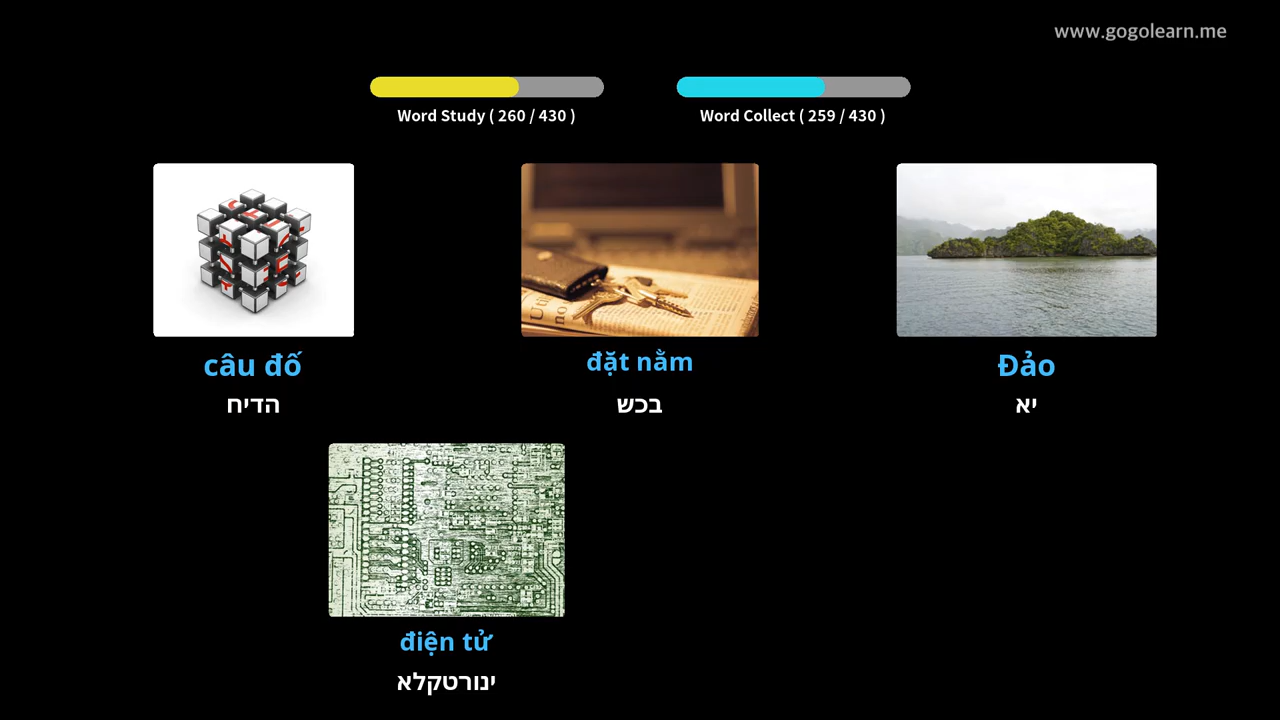 www.gogolearn.me
Word Study ( 260 / 430 )
Word Collect ( 259 / 430 )
câu đố
הדיח
đặt nằm
בכש
Đảo
יא
điện tử
ינורטקלא